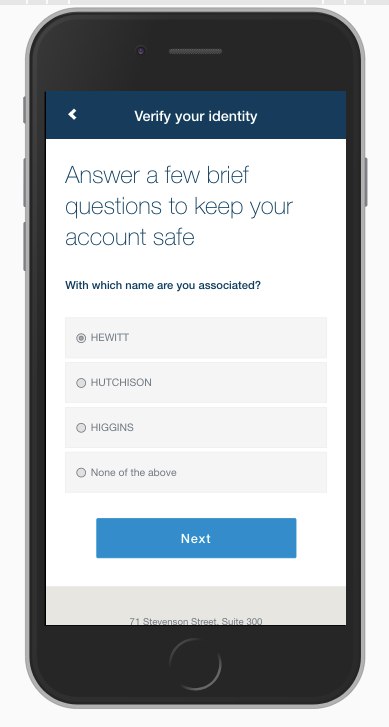 Verify your identity
Answer a few brief
questions to keep your
account safe
With which name are you associated?
HEWITT
HUTCHISON
HIGGINS
None of the above
Next
71 Stevenson Street, Suite 300